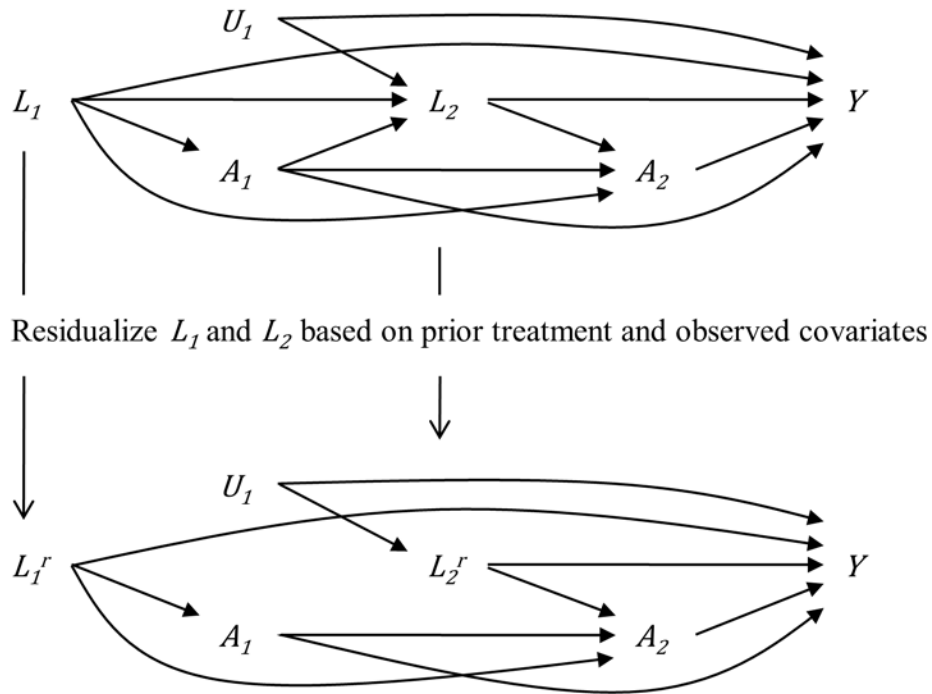 U₁
L₁ L₂ Y
A₁ A₂
Residualize L₁ and L₂ based on prior treatment and observed covariates
U₁
L₁ʳ L₂ʳ Y
A₁ A₂